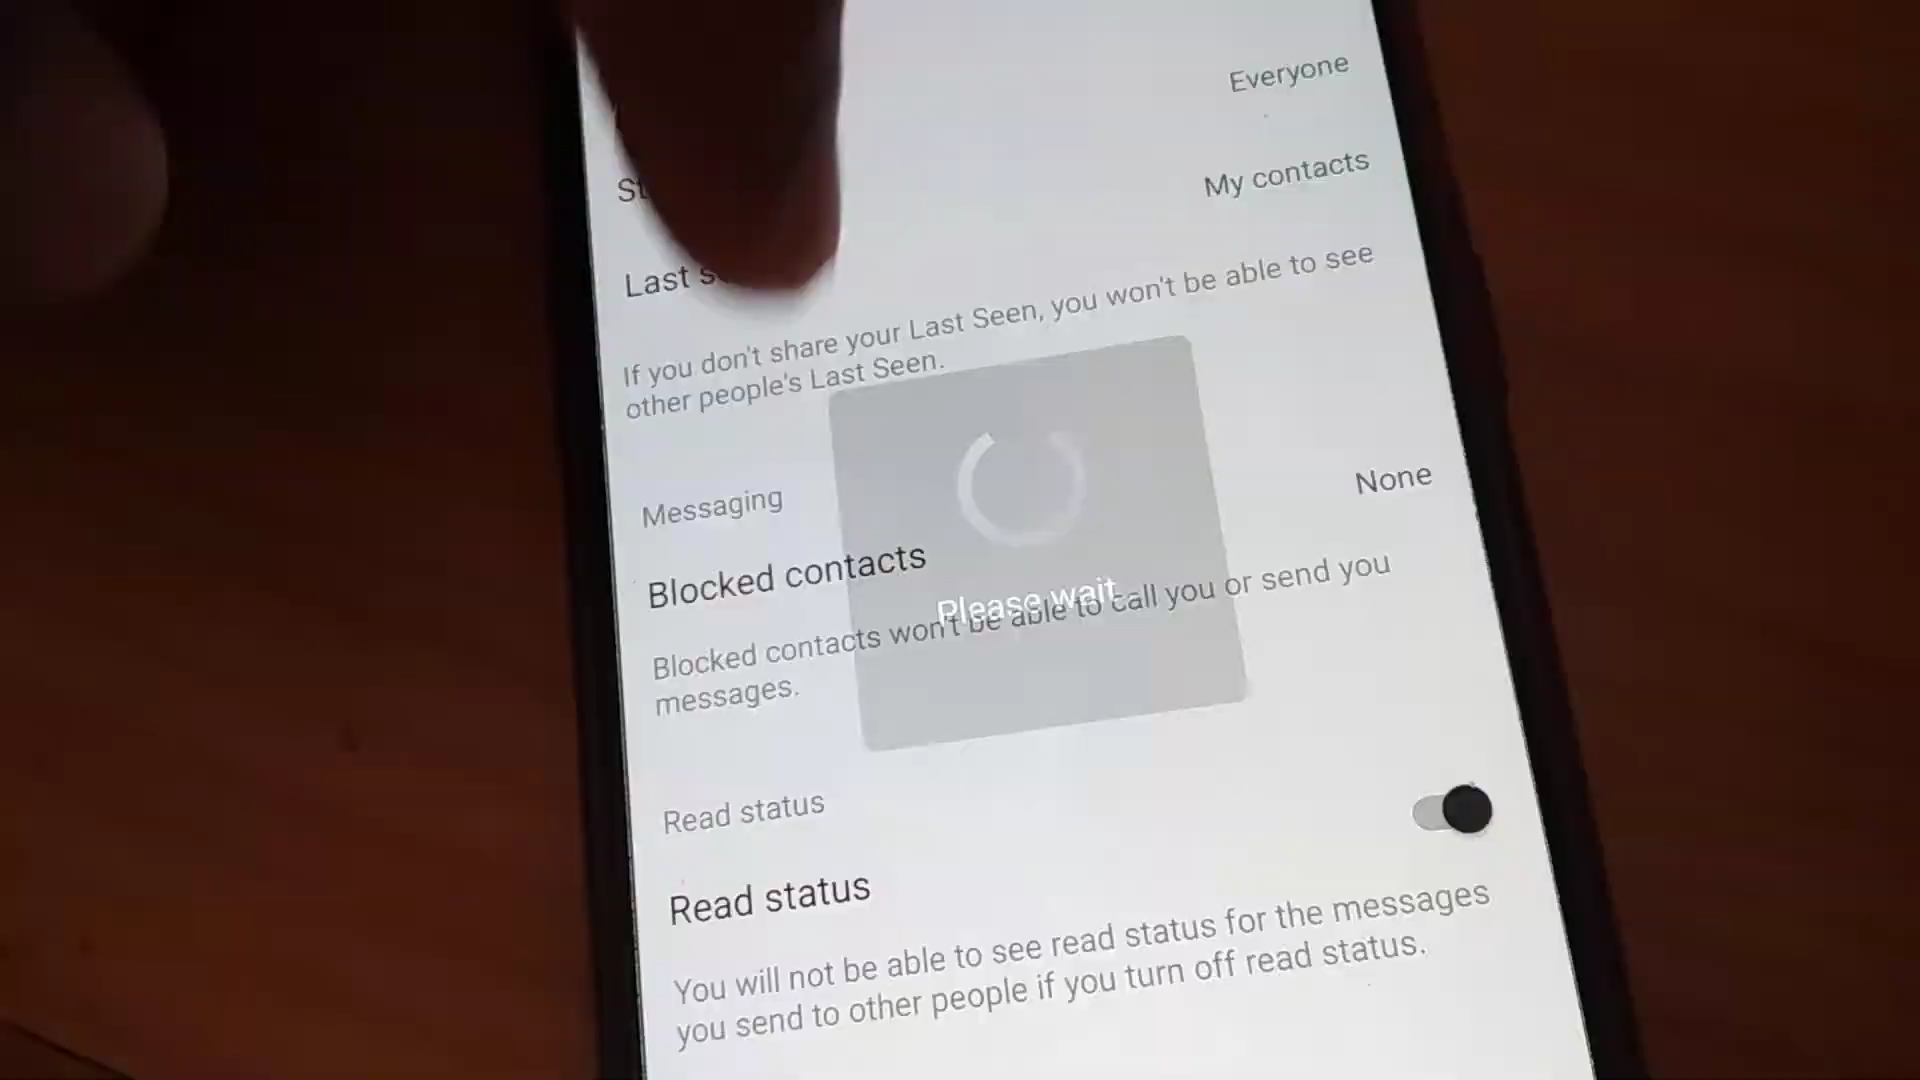 Everyone
My contacts
Last
If you don't share your Last Seen, you won't be able to see
other people's Last Seen.
Messaging
None
Blocked contacts
Please wait
Blocked contacts won't be able to call you or send you
messages.
Read status
Read status
You will not be able to see read status for the messages
you send to other people if you turn off read status.